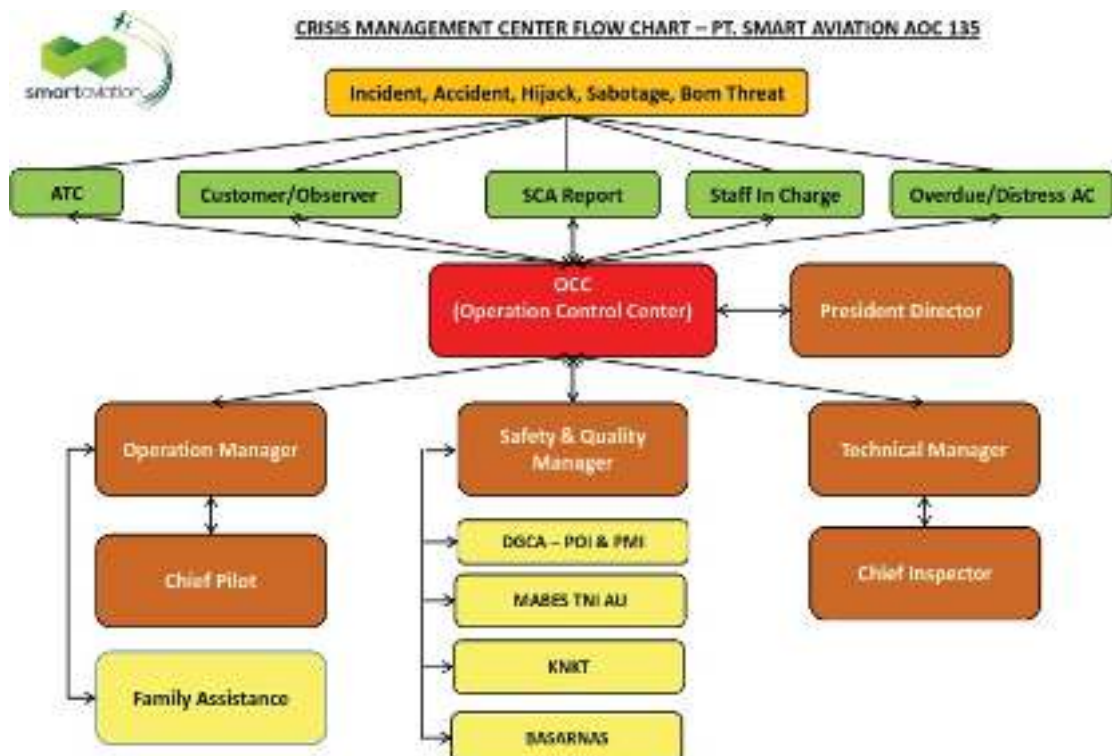 CRISIS MANAGEMENT CENTER FLOW CHART – PT. SMART AVIATION AOC 135
smartaviation
Incident, Accident, Hijack, Sabotage, Bom Threat
ATC
Customer/Observer
SCA Report
Staff In Charge
Overdue/Distress AC
OCC
(Operation Control Center)
President Director
Operation Manager
Safety & Quality
Manager
Technical Manager
DGCA – POI & PMI
Chief Pilot
Chief Inspector
MABES TNI AU
KNKT
Family Assistance
BASARNAS